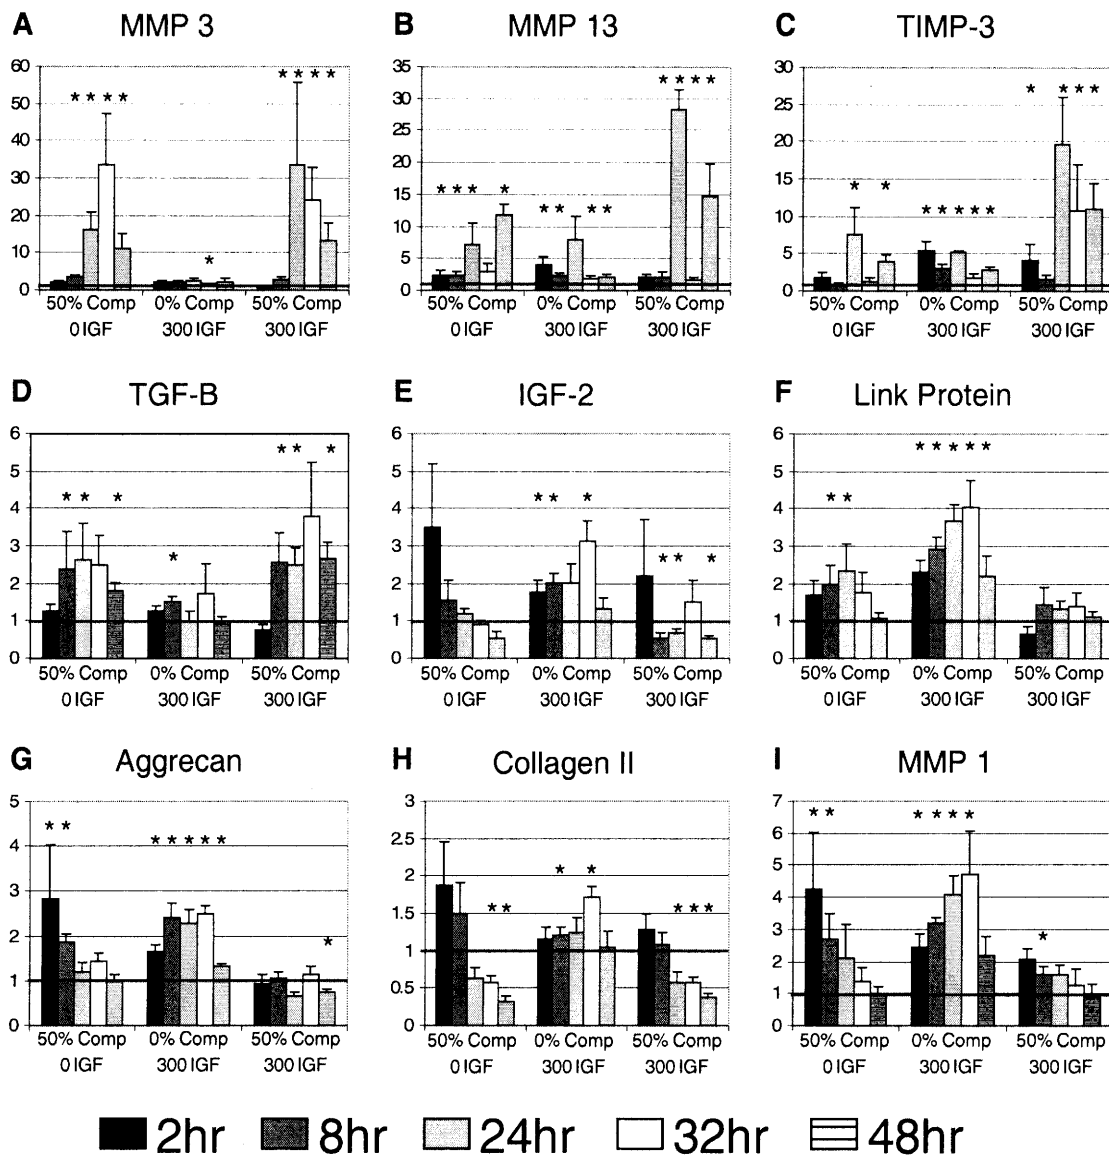 A MMP 3 B MMP 13 C TIMP-3
60 35 30
50 30 25
40 25 20
30 20 15
20 15 10
10 10 5
0 5 0
0
* * * * * * * * * * * * * * * * * * * * * * * * * * * * * * *
50% Comp 0% Comp 50% Comp 50% Comp 0% Comp 50% Comp 50% Comp 0% Comp 50% Comp
0 IGF 300 IGF 300 IGF 0 IGF 300 IGF 300 IGF 0 IGF 300 IGF 300 IGF
D TGF-B E IGF-2 F Link Protein
6 6 6
5 5 5
4 4 4
3 3 3
2 2 2
1 1 1
0 0 0
* * * * * * * * * * * * * * * * * * * *
50% Comp 0% Comp 50% Comp 50% Comp 0% Comp 50% Comp 50% Comp 0% Comp 50% Comp
0 IGF 300 IGF 300 IGF 0 IGF 300 IGF 300 IGF 0 IGF 300 IGF 300 IGF
G Aggrecan H Collagen II I MMP 1
5 3 7
4 2.5 6
3 2 5
2 1.5 4
1 1 3
0 0.5 2
0 1
0
* * * * * * * * * * * * * * * * * * * * * *
50% Comp 0% Comp 50% Comp 50% Comp 0% Comp 50% Comp 50% Comp 0% Comp 50% Comp
0 IGF 300 IGF 300 IGF 0 IGF 300 IGF 300 IGF 0 IGF 300 IGF 300 IGF
2hr 8hr 24hr 32hr 48hr